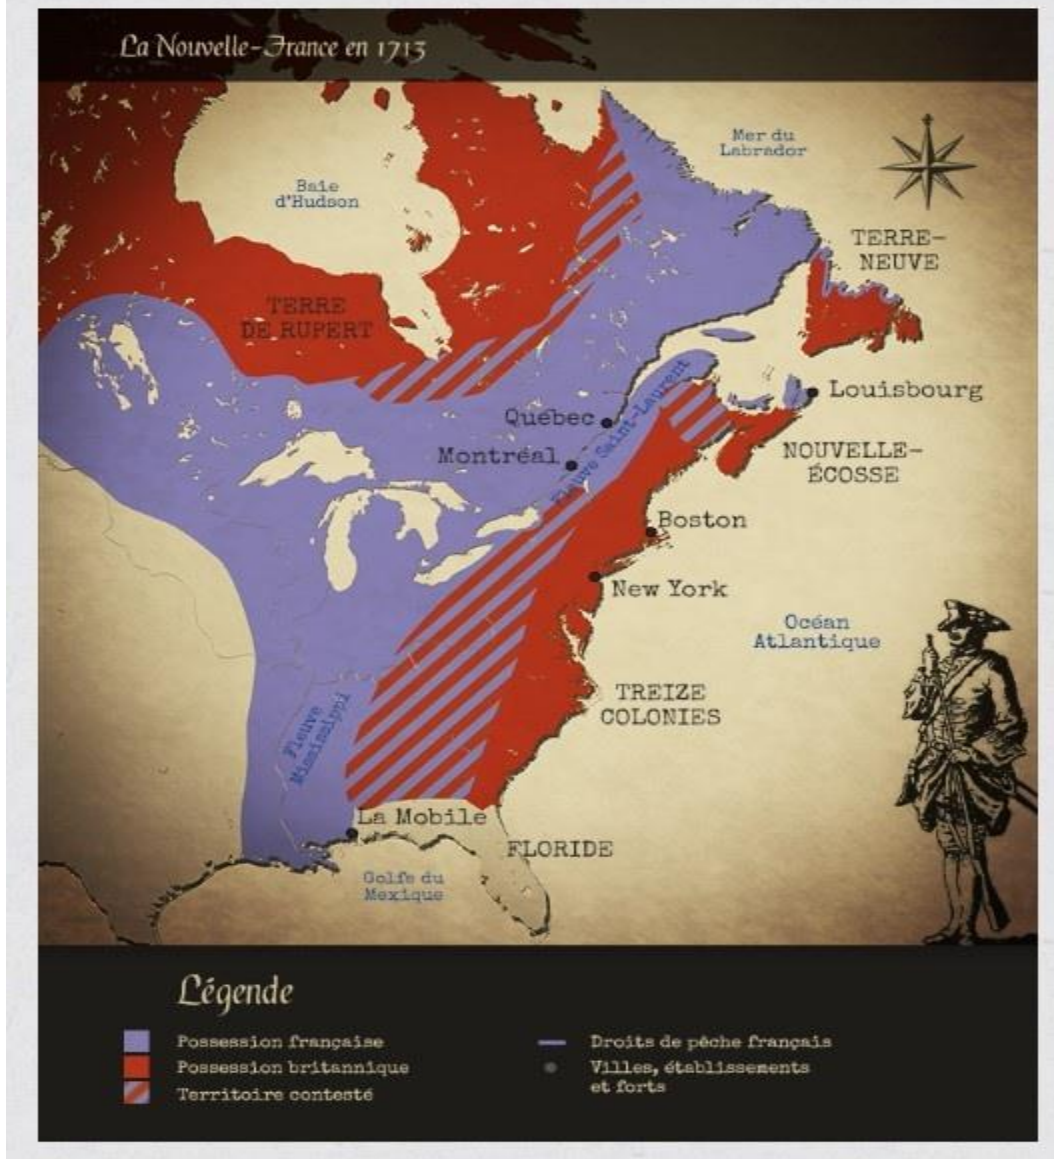 La Nouvelle-France en 1713
Mer du
Labrador
Baie
d'Hudson
TERRE-
NEUVE
TERRE
DE RUPERT
Louisbourg
Québec
Fleuve Saint-Laurent
Montréal
NOUVELLE-
ÉCOSSE
Boston
New York
Océan
Atlantique
TREIZE
COLONIES
Fleuve
Mississippi
La Mobile
FLORIDE
Golfe du
Mexique
Légende
Possession française
Possession britannique
Territoire contesté
Droits de pêche français
Villes, établissements
et forts